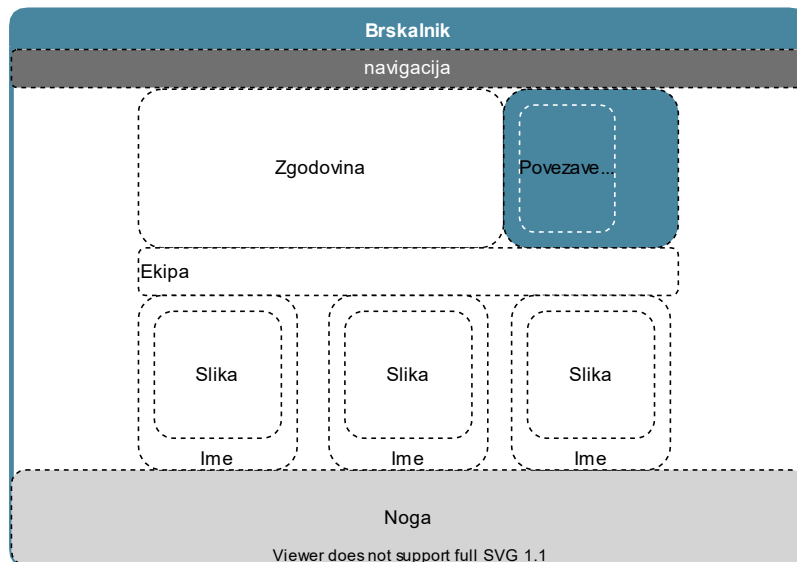 Brskalnik
navigacija
Zgodovina
Povezave...
Ekipa
Slika
Slika
Slika
Ime
Ime
Ime
Noga
Viewer does not support full SVG 1.1